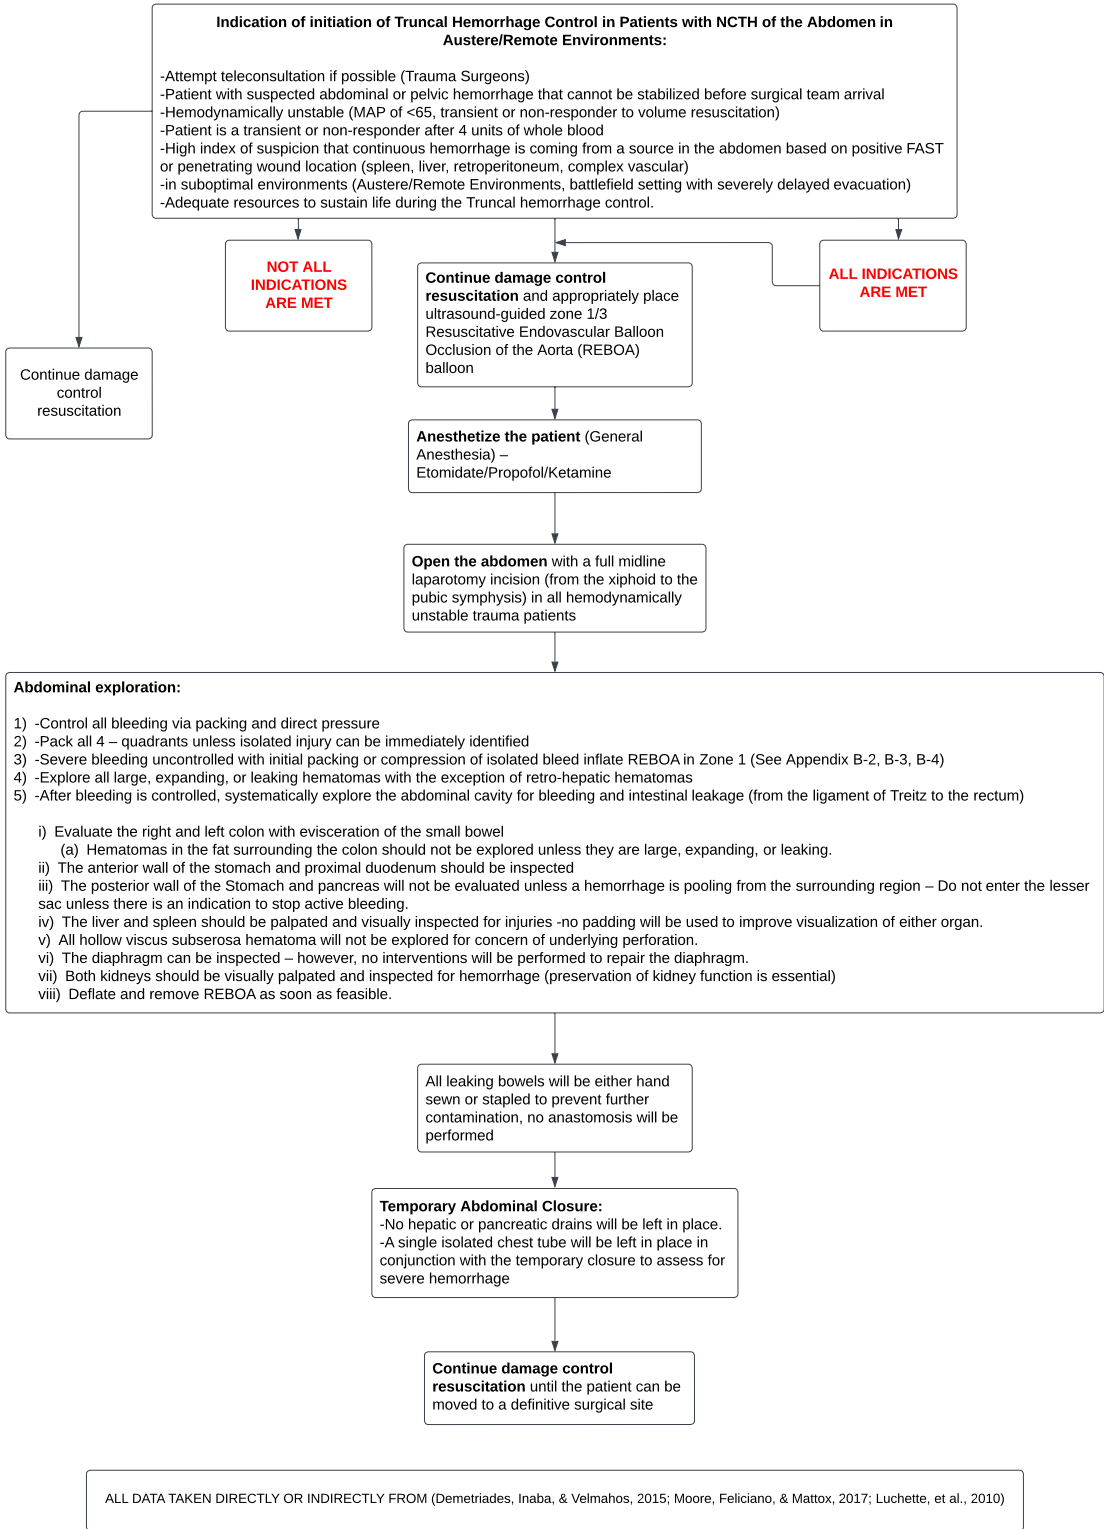 Indication of initiation of Truncal Hemorrhage Control in Patients with NCTH of the Abdomen in
Austere/Remote Environments:
-Attempt teleconsultation if possible (Trauma Surgeons)
-Patient with suspected abdominal or pelvic hemorrhage that cannot be stabilized before surgical team arrival
-Hemodynamically unstable (MAP of <65, transient or non-responder to volume resuscitation)
-Patient is a transient or non-responder after 4 units of whole blood
-High index of suspicion that continuous hemorrhage is coming from a source in the abdomen based on positive FAST
or penetrating wound location (spleen, liver, retroperitoneum, complex vascular)
-in suboptimal environments (Austere/Remote Environments, battlefield setting with severely delayed evacuation)
-Adequate resources to sustain life during the Truncal hemorrhage control.
NOT ALL
INDICATIONS
ARE MET
ALL INDICATIONS
ARE MET
Continue damage
control
resuscitation
Continue damage control
resuscitation and appropriately place
ultrasound-guided zone 1/3
Resuscitative Endovascular Balloon
Occlusion of the Aorta (REBOA)
balloon
Anesthetize the patient (General
Anesthesia) –
Etomidate/Propofol/Ketamine
Open the abdomen with a full midline
laparotomy incision (from the xiphoid to the
pubic symphysis) in all hemodynamically
unstable trauma patients
Abdominal exploration:
1) -Control all bleeding via packing and direct pressure
2) -Pack all 4 – quadrants unless isolated injury can be immediately identified
3) -Severe bleeding uncontrolled with initial packing or compression of isolated bleed inflate REBOA in Zone 1 (See Appendix B-2, B-3, B-4)
4) -Explore all large, expanding, or leaking hematomas with the exception of retro-hepatic hematomas
5) -After bleeding is controlled, systematically explore the abdominal cavity for bleeding and intestinal leakage (from the ligament of Treitz to the rectum)
i) Evaluate the right and left colon with evisceration of the small bowel
(a) Hematomas in the fat surrounding the colon should not be explored unless they are large, expanding, or leaking.
ii) The anterior wall of the stomach and proximal duodenum should be inspected
iii) The posterior wall of the Stomach and pancreas will not be evaluated unless a hemorrhage is pooling from the surrounding region – Do not enter the lesser
sac unless there is an indication to stop active bleeding.
iv) The liver and spleen should be palpated and visually inspected for injuries -no padding will be used to improve visualization of either organ.
v) All hollow viscus subserosa hematoma will not be explored for concern of underlying perforation.
vi) The diaphragm can be inspected – however, no interventions will be performed to repair the diaphragm.
vii) Both kidneys should be visually palpated and inspected for hemorrhage (preservation of kidney function is essential)
viii) Deflate and remove REBOA as soon as feasible.
All leaking bowels will be either hand
sewn or stapled to prevent further
contamination, no anastomosis will be
performed
Temporary Abdominal Closure:
-No hepatic or pancreatic drains will be left in place.
-A single isolated chest tube will be left in place in
conjunction with the temporary closure to assess for
severe hemorrhage
Continue damage control
resuscitation until the patient can be
moved to a definitive surgical site
ALL DATA TAKEN DIRECTLY OR INDIRECTLY FROM (Demetriades, Inaba, & Velmahos, 2015; Moore, Feliciano, & Mattox, 2017; Luchette, et al., 2010)